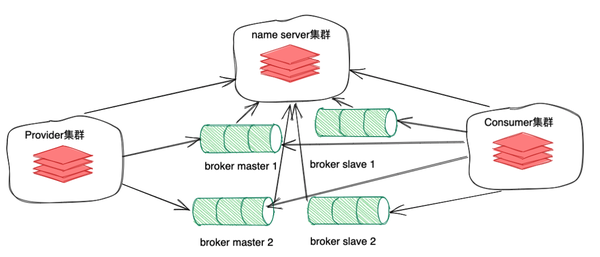 name server集群
Provider集群
Consumer集群
broker master 1
broker slave 1
broker master 2
broker slave 2